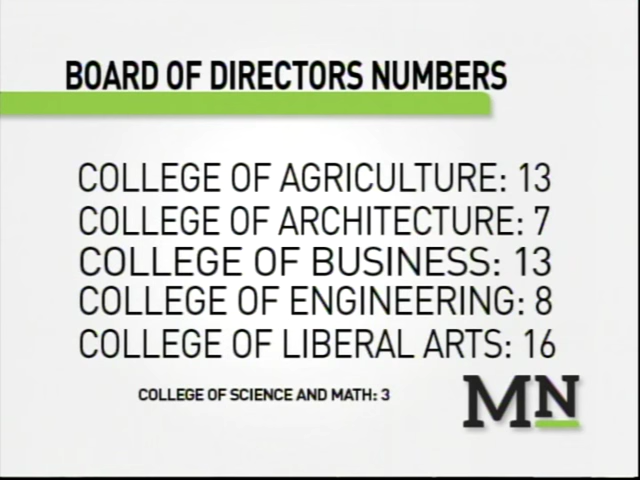 BOARD OF DIRECTORS NUMBERS
COLLEGE OF AGRICULTURE: 13
COLLEGE OF ARCHITECTURE: 7
COLLEGE OF BUSINESS: 13
COLLEGE OF ENGINEERING: 8
COLLEGE OF LIBERAL ARTS: 16
COLLEGE OF SCIENCE AND MATH: 3
MN